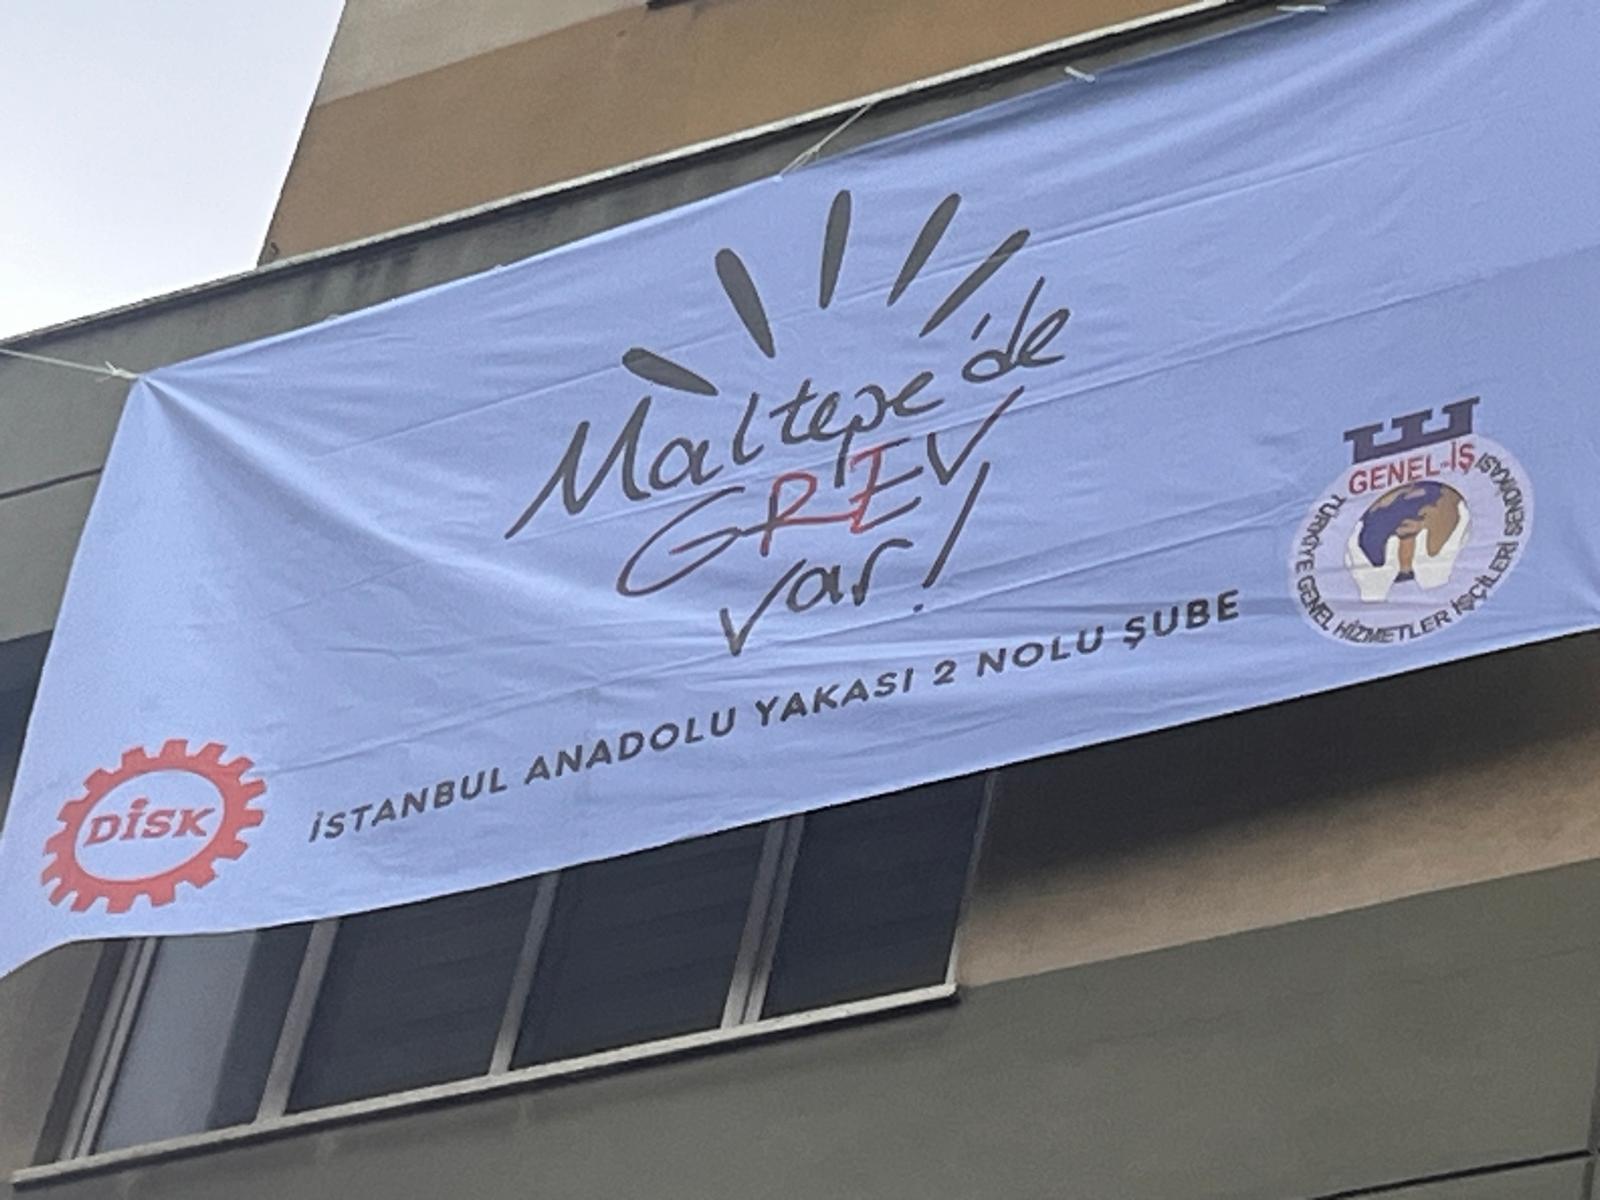 Maltepe'de
GREV
var!
GENEL-İŞ
TÜRKİYE GENEL HİZMETLER İŞÇİLERİ SENDİKASI
İSTANBUL ANADOLU YAKASI 2 NOLU ŞUBE
DİSK